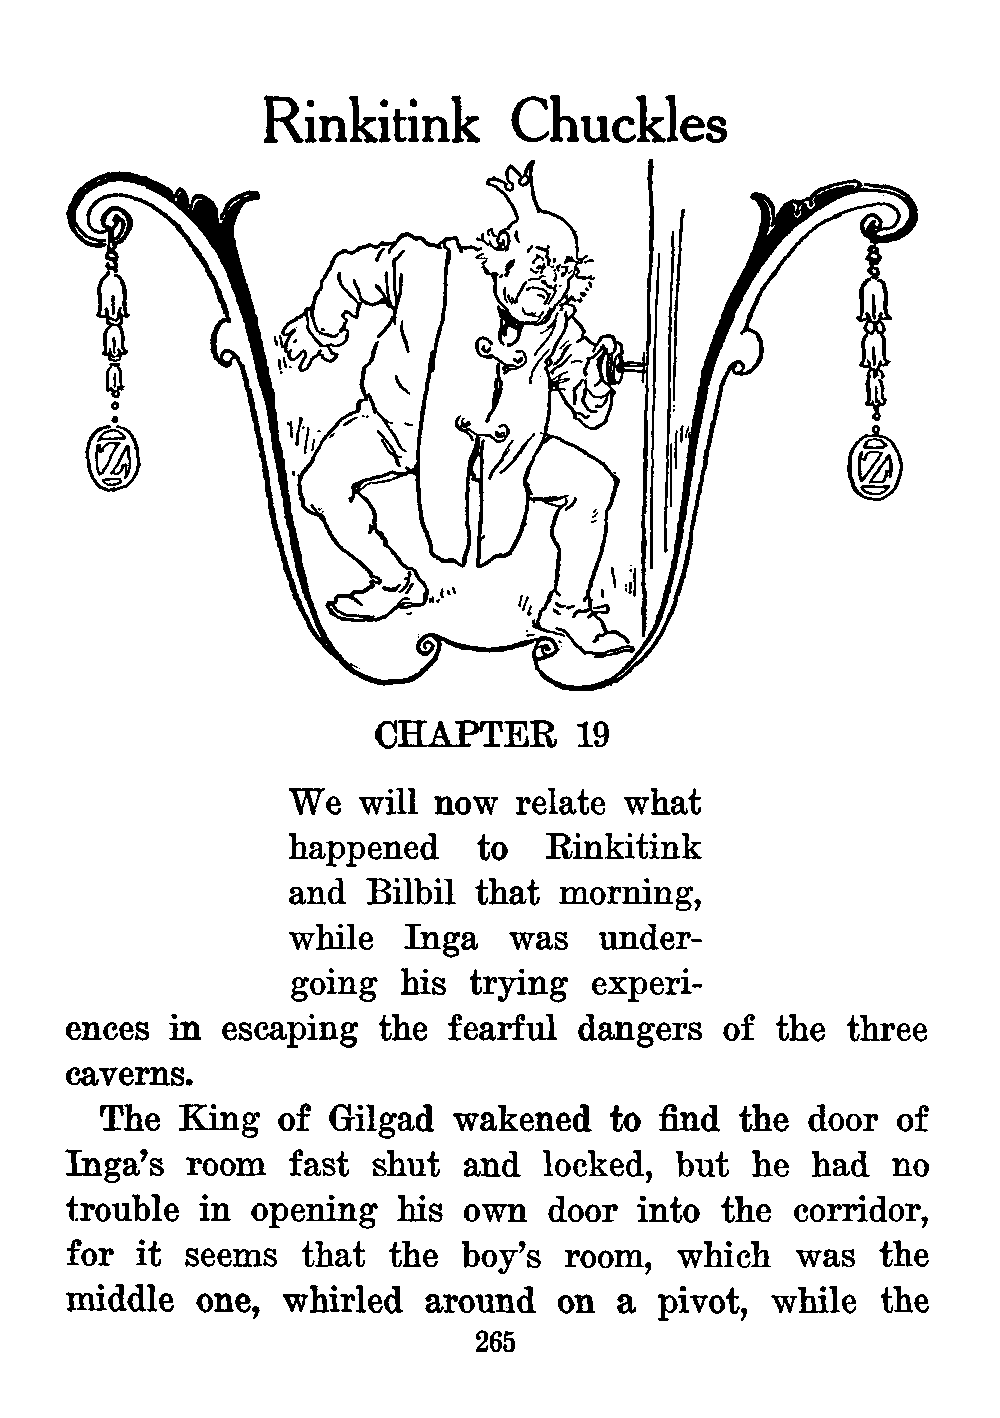 Rinkitink Chuckles
OZ
OZ
CHAPTER 19
We will now relate what
happened to Rinkitink
and Bilbil that morning,
while Inga was under-
going his trying experi-
ences in escaping the fearful dangers of the three
caverns.
The King of Gilgad wakened to find the door of
Inga's room fast shut and locked, but he had no
trouble in opening his own door into the corridor,
for it seems that the boy's room, which was the
middle one, whirled around on a pivot, while the
265